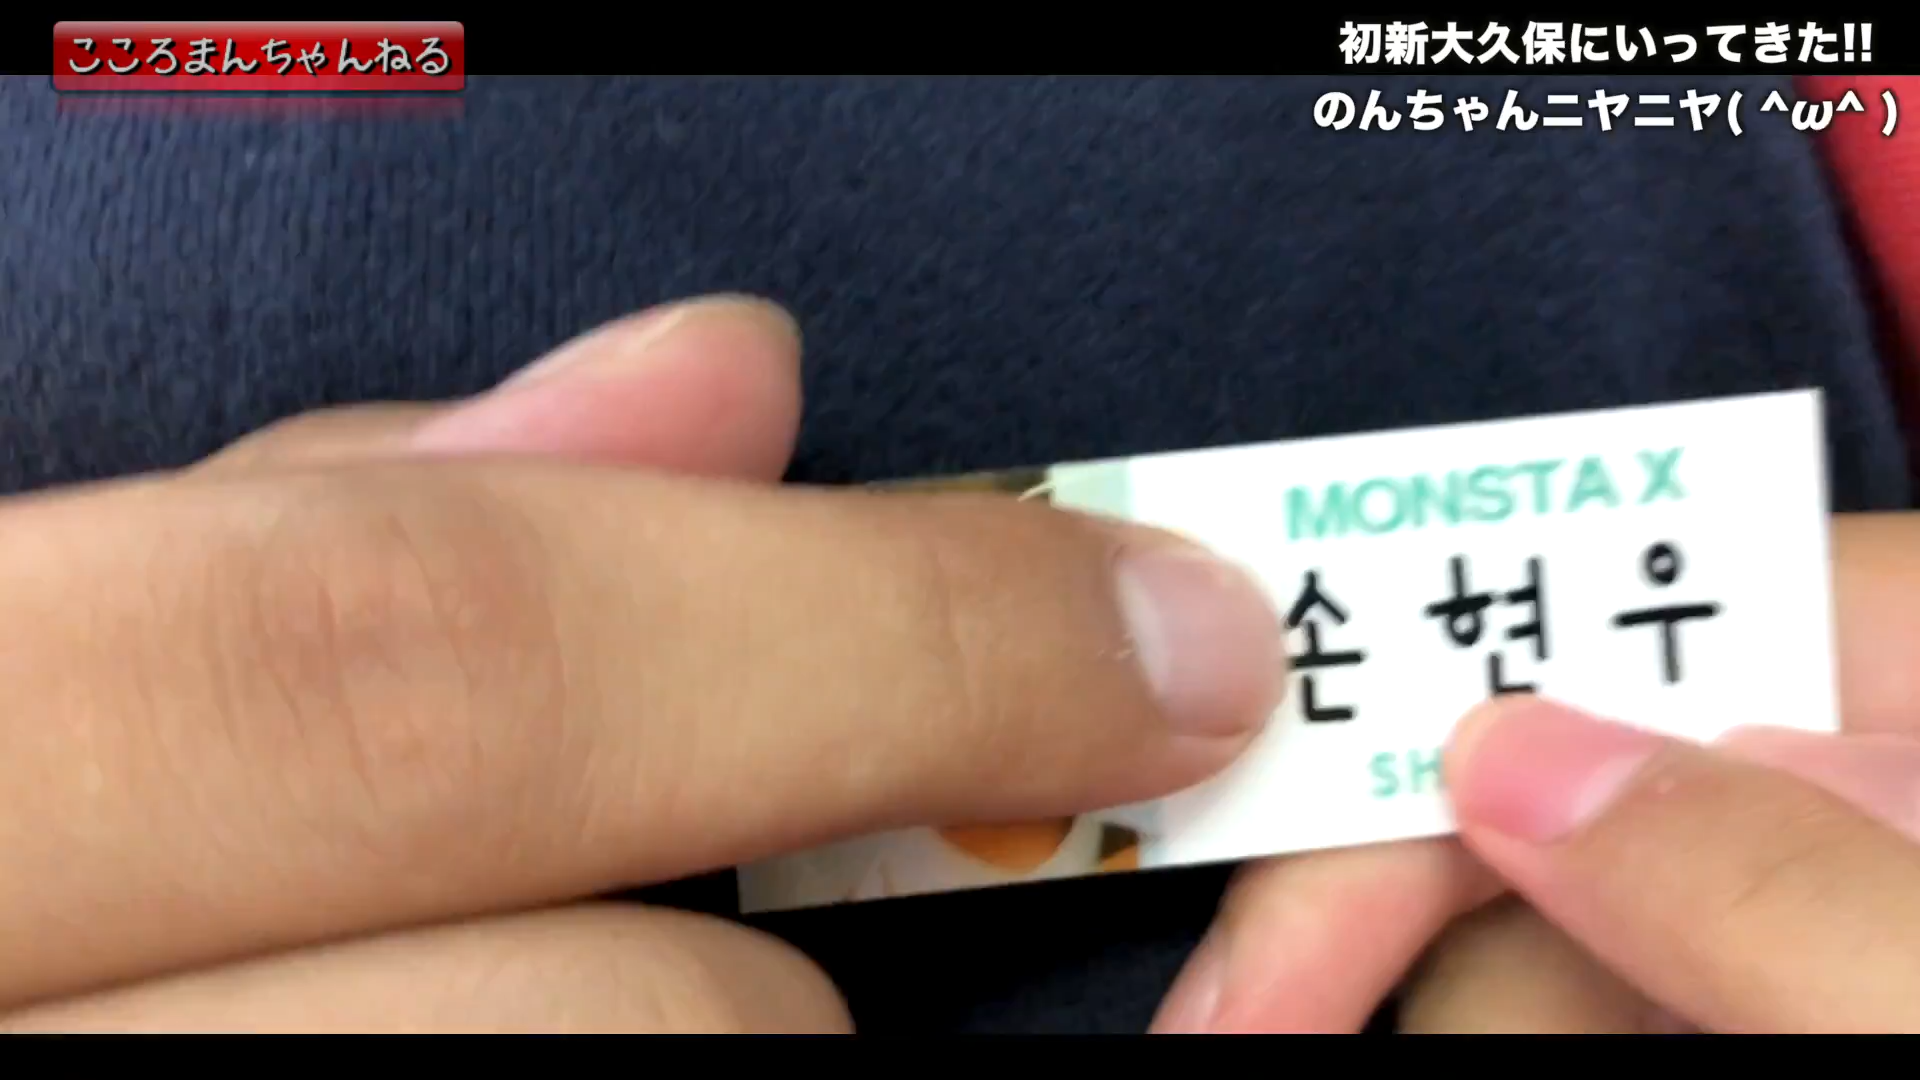 こころまんちゃんねる
初新大久保にいってきた!!
のんちゃんニヤニヤ( ^ω^ )
MONSTA X
손현우
SH